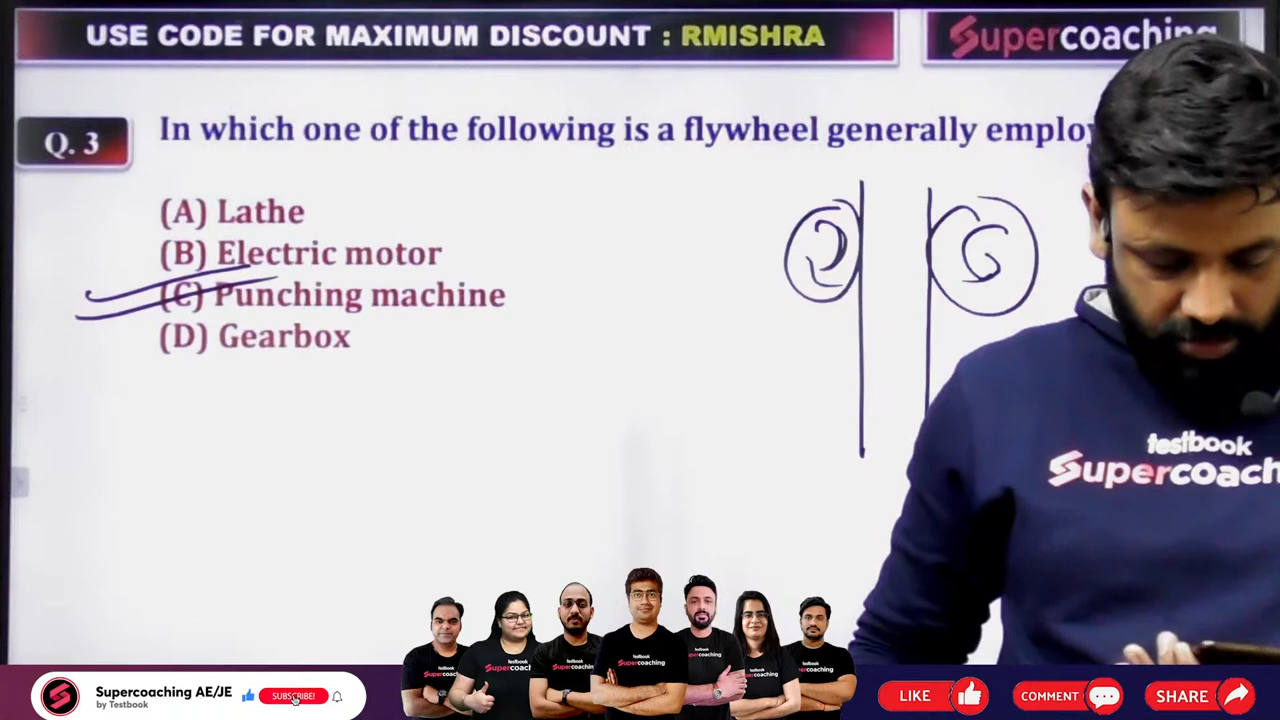 USE CODE FOR MAXIMUM DISCOUNT : RMISHRA
Supercoaching
Q. 3
In which one of the following is a flywheel generally
(A) Lathe
(B) Electric motor
(C) Punching machine
(D) Gearbox
testbook
Supercoach
Supercoaching AE/JE
by Testbook
SUBSCRIBE!
LIKE
COMMENT
SHARE